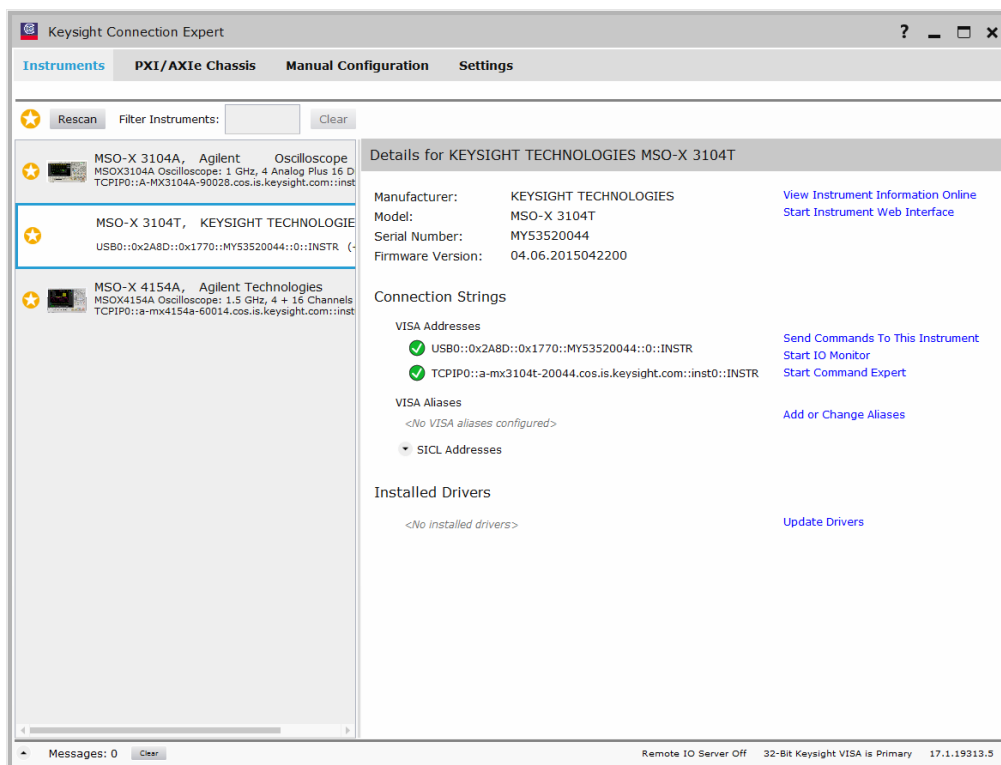 Keysight Connection Expert ?
Instruments PXI/AXIe Chassis Manual Configuration Settings
Rescan Filter Instruments: Clear
MSO-X 3104A, Agilent Oscilloscope
MSOX3104A Oscilloscope: 1 GHz, 4 Analog Plus 16 D
TCPIP0::A-MX3104A-90028.cos.is.keysight.com::inst
MSO-X 3104T, KEYSIGHT TECHNOLOGIE
USB0::0x2A8D::0x1770::MY53520044::0::INSTR (-
MSO-X 4154A, Agilent Technologies
MSOX4154A Oscilloscope: 1.5 GHz, 4 + 16 Channels
TCPIP0::a-mx4154a-60014.cos.is.keysight.com::inst
Details for KEYSIGHT TECHNOLOGIES MSO-X 3104T
Manufacturer: KEYSIGHT TECHNOLOGIES
Model: MSO-X 3104T
Serial Number: MY53520044
Firmware Version: 04.06.2015042200
View Instrument Information Online
Start Instrument Web Interface
Connection Strings
VISA Addresses
USB0::0x2A8D::0x1770::MY53520044::0::INSTR
TCPIP0::a-mx3104t-20044.cos.is.keysight.com::inst0::INSTR
Send Commands To This Instrument
Start IO Monitor
Start Command Expert
VISA Aliases
<No VISA aliases configured>
Add or Change Aliases
SICL Addresses
Installed Drivers
<No installed drivers>
Update Drivers
Messages: 0 Clear Remote IO Server Off 32-Bit Keysight VISA is Primary 17.1.19313.5